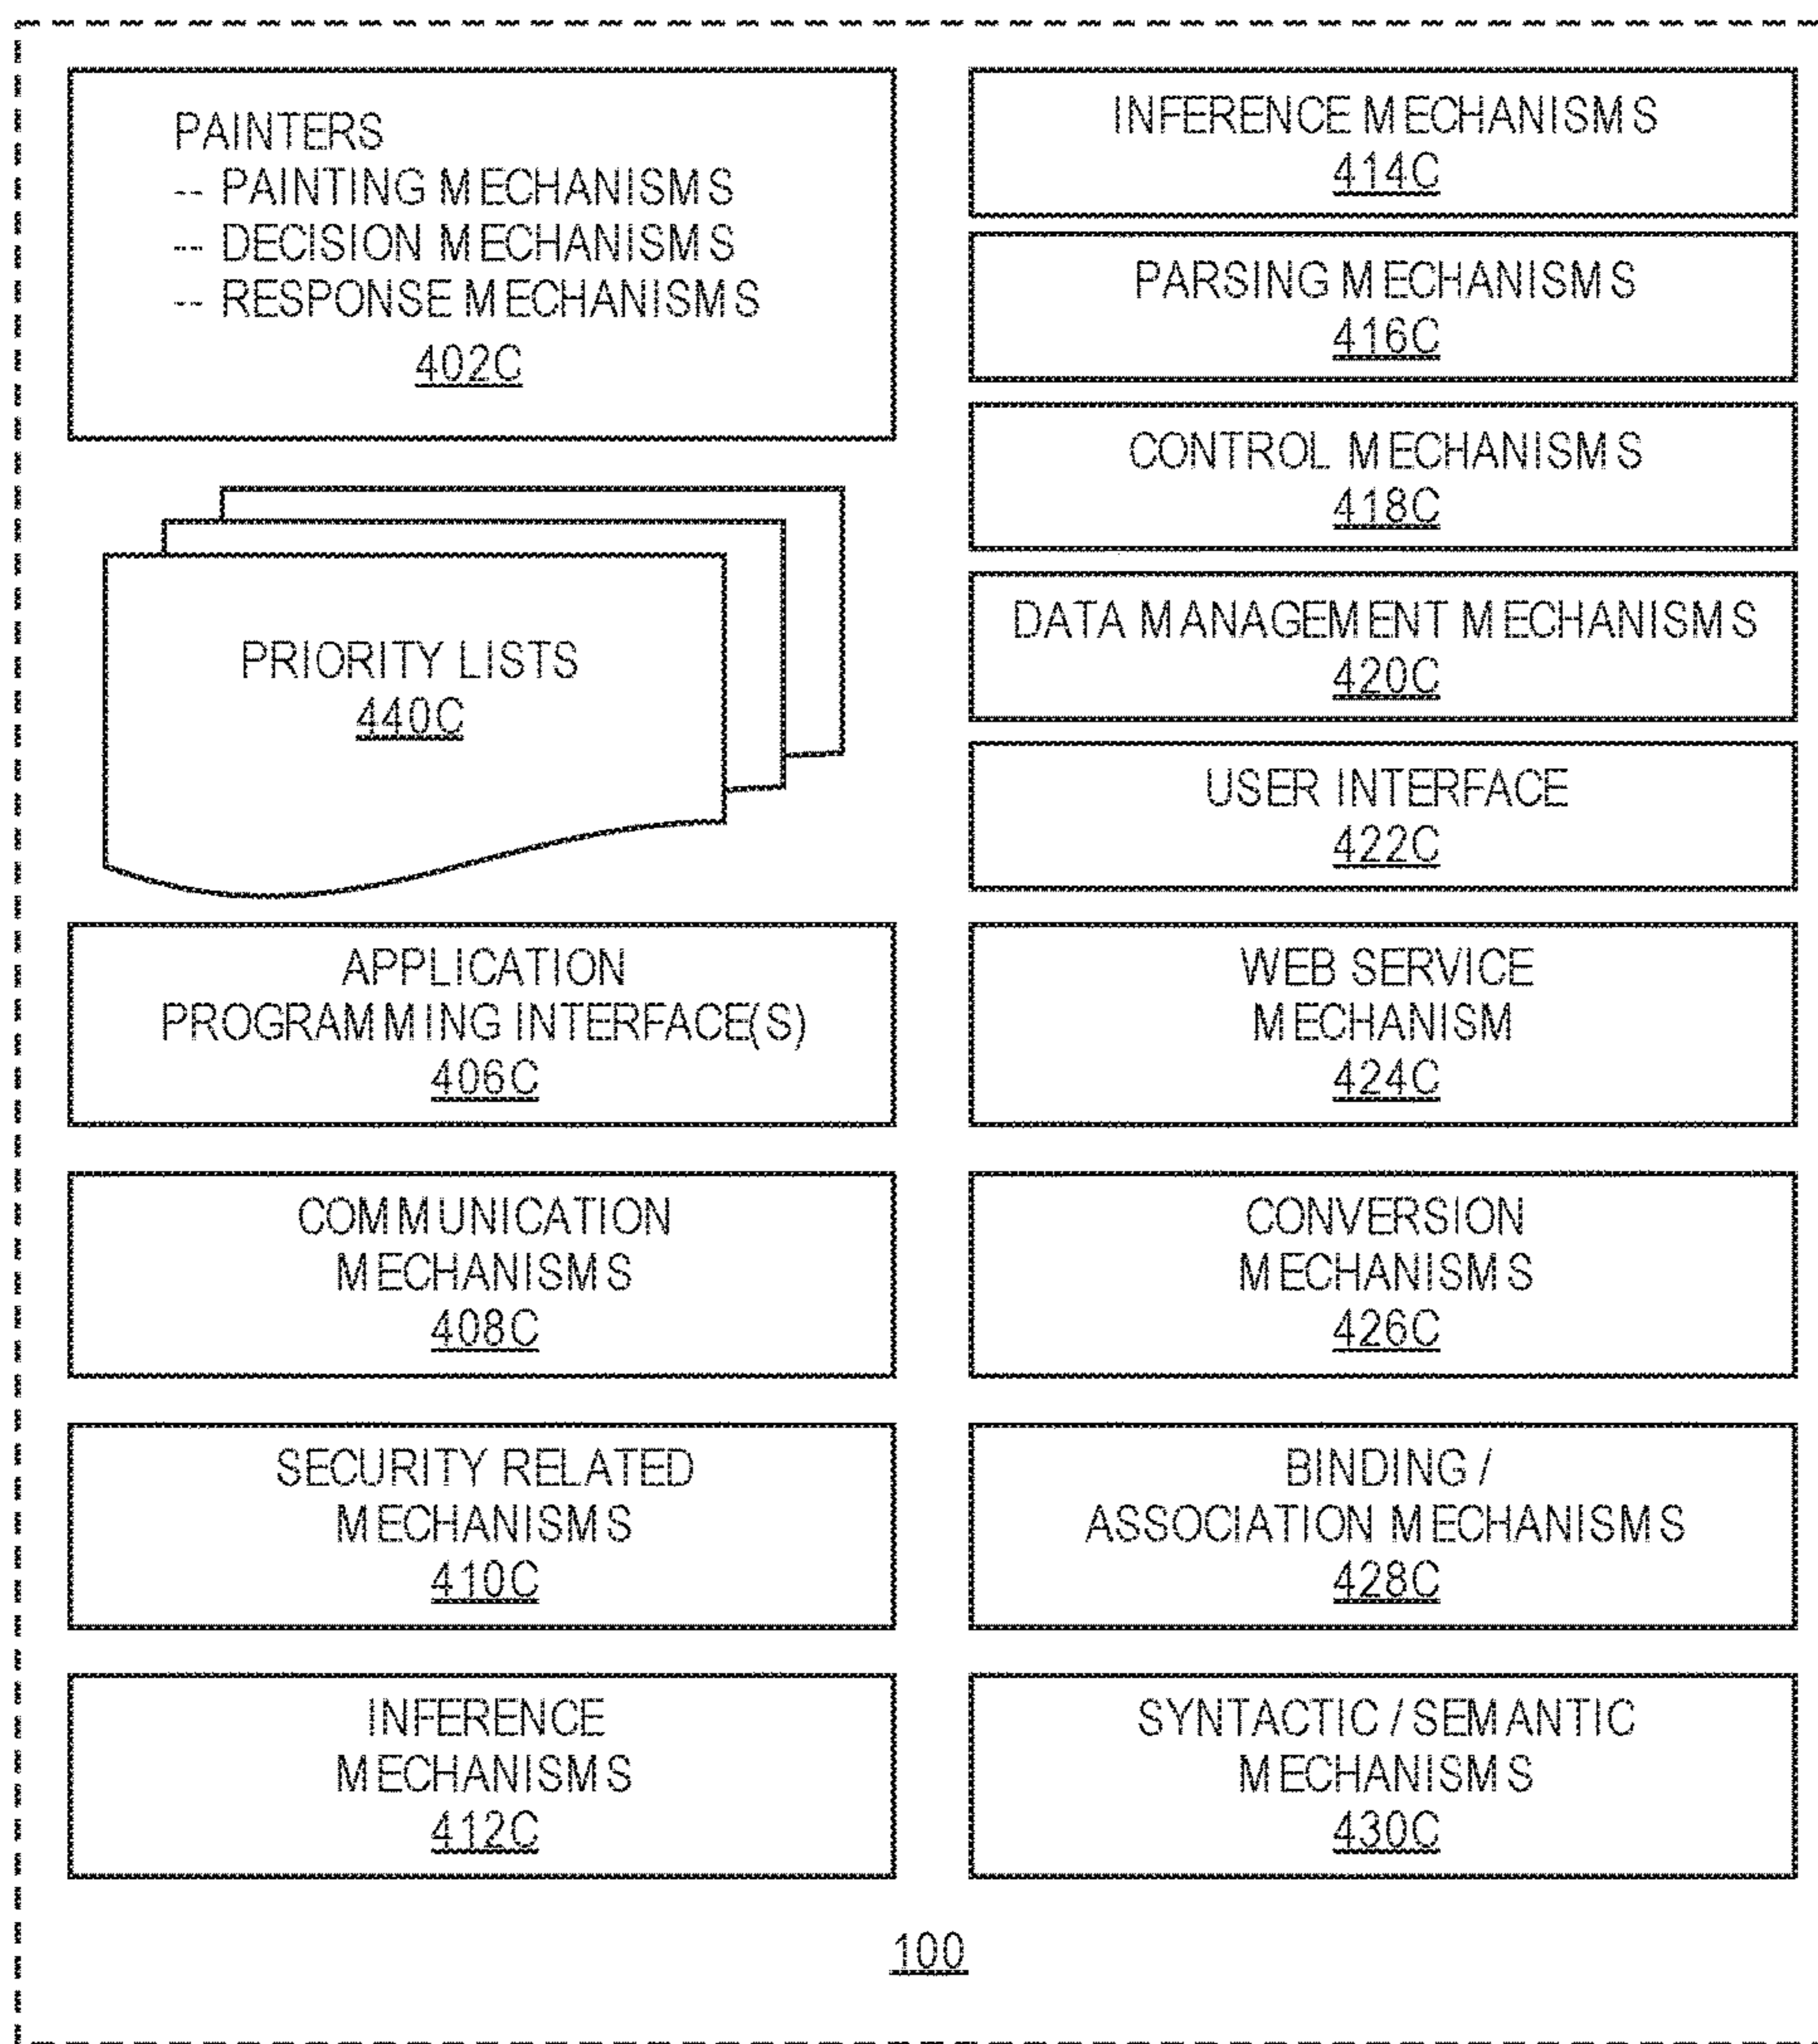 PAINTERS
-- PAINTING MECHANISMS
-- DECISION MECHANISMS
-- RESPONSE MECHANISMS
402C
PRIORITY LISTS
440C
APPLICATION
PROGRAMMING INTERFACE(S)
406C
COMMUNICATION
MECHANISMS
408C
SECURITY RELATED
MECHANISMS
410C
INFERENCE
MECHANISMS
412C
INFERENCE MECHANISMS
414C
PARSING MECHANISMS
416C
CONTROL MECHANISMS
418C
DATA MANAGEMENT MECHANISMS
420C
USER INTERFACE
422C
WEB SERVICE
MECHANISM
424C
CONVERSION
MECHANISMS
426C
BINDING /
ASSOCIATION MECHANISMS
428C
SYNTACTIC / SEMANTIC
MECHANISMS
430C
100